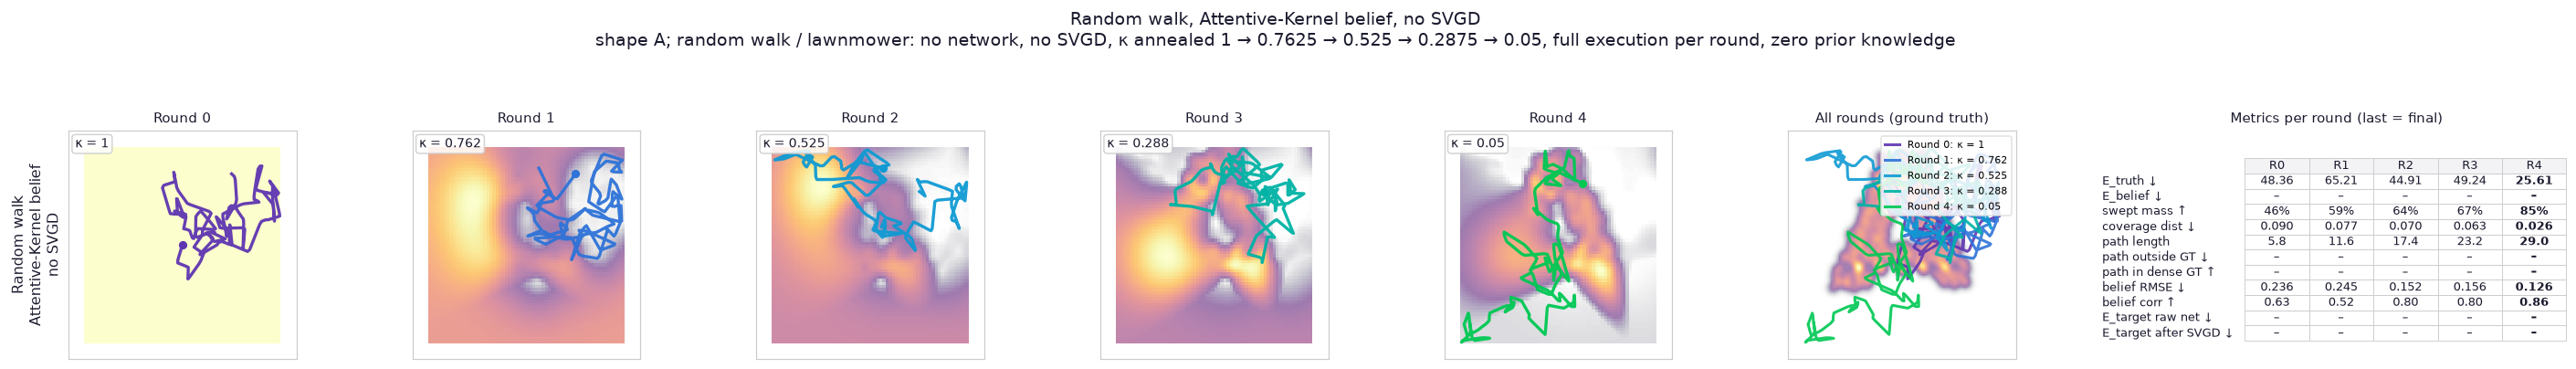 Random walk, Attentive-Kernel belief, no SVGD
shape A; random walk / lawnmower: no network, no SVGD, κ annealed 1 → 0.7625 → 0.525 → 0.2875 → 0.05, full execution per round, zero prior knowledge
Random walk
Attentive-Kernel belief
no SVGD
Round 0
κ = 1
Round 1
κ = 0.762
Round 2
κ = 0.525
Round 3
κ = 0.288
Round 4
κ = 0.05
All rounds (ground truth)
Round 0: κ = 1
Round 1: κ = 0.762
Round 2: κ = 0.525
Round 3: κ = 0.288
Round 4: κ = 0.05
Metrics per round (last = final)
R0 R1 R2 R3 R4
E_truth ↓ 48.36 65.21 44.91 49.24 25.61
E_belief ↓ – – – – –
swept mass ↑ 46% 59% 64% 67% 85%
coverage dist ↓ 0.090 0.077 0.070 0.063 0.026
path length 5.8 11.6 17.4 23.2 29.0
path outside GT ↓ – – – – –
path in dense GT ↑ – – – – –
belief RMSE ↓ 0.236 0.245 0.152 0.156 0.126
belief corr ↑ 0.63 0.52 0.80 0.80 0.86
E_target raw net ↓ – – – – –
E_target after SVGD ↓ – – – – –